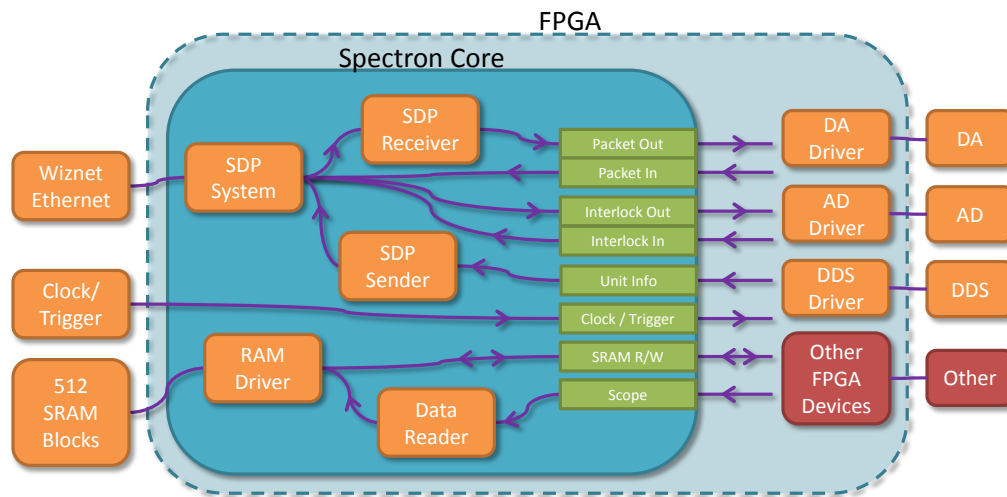 FPGA
Spectron Core
SDP
Receiver
Packet Out
DA
Driver
DA
Wiznet
Ethernet
SDP
System
Packet In
Interlock Out
AD
Driver
AD
Interlock In
SDP
Sender
Unit Info
DDS
Driver
DDS
Clock/
Trigger
Clock / Trigger
RAM
Driver
SRAM R/W
Other
FPGA
Devices
Other
512
SRAM
Blocks
Data
Reader
Scope